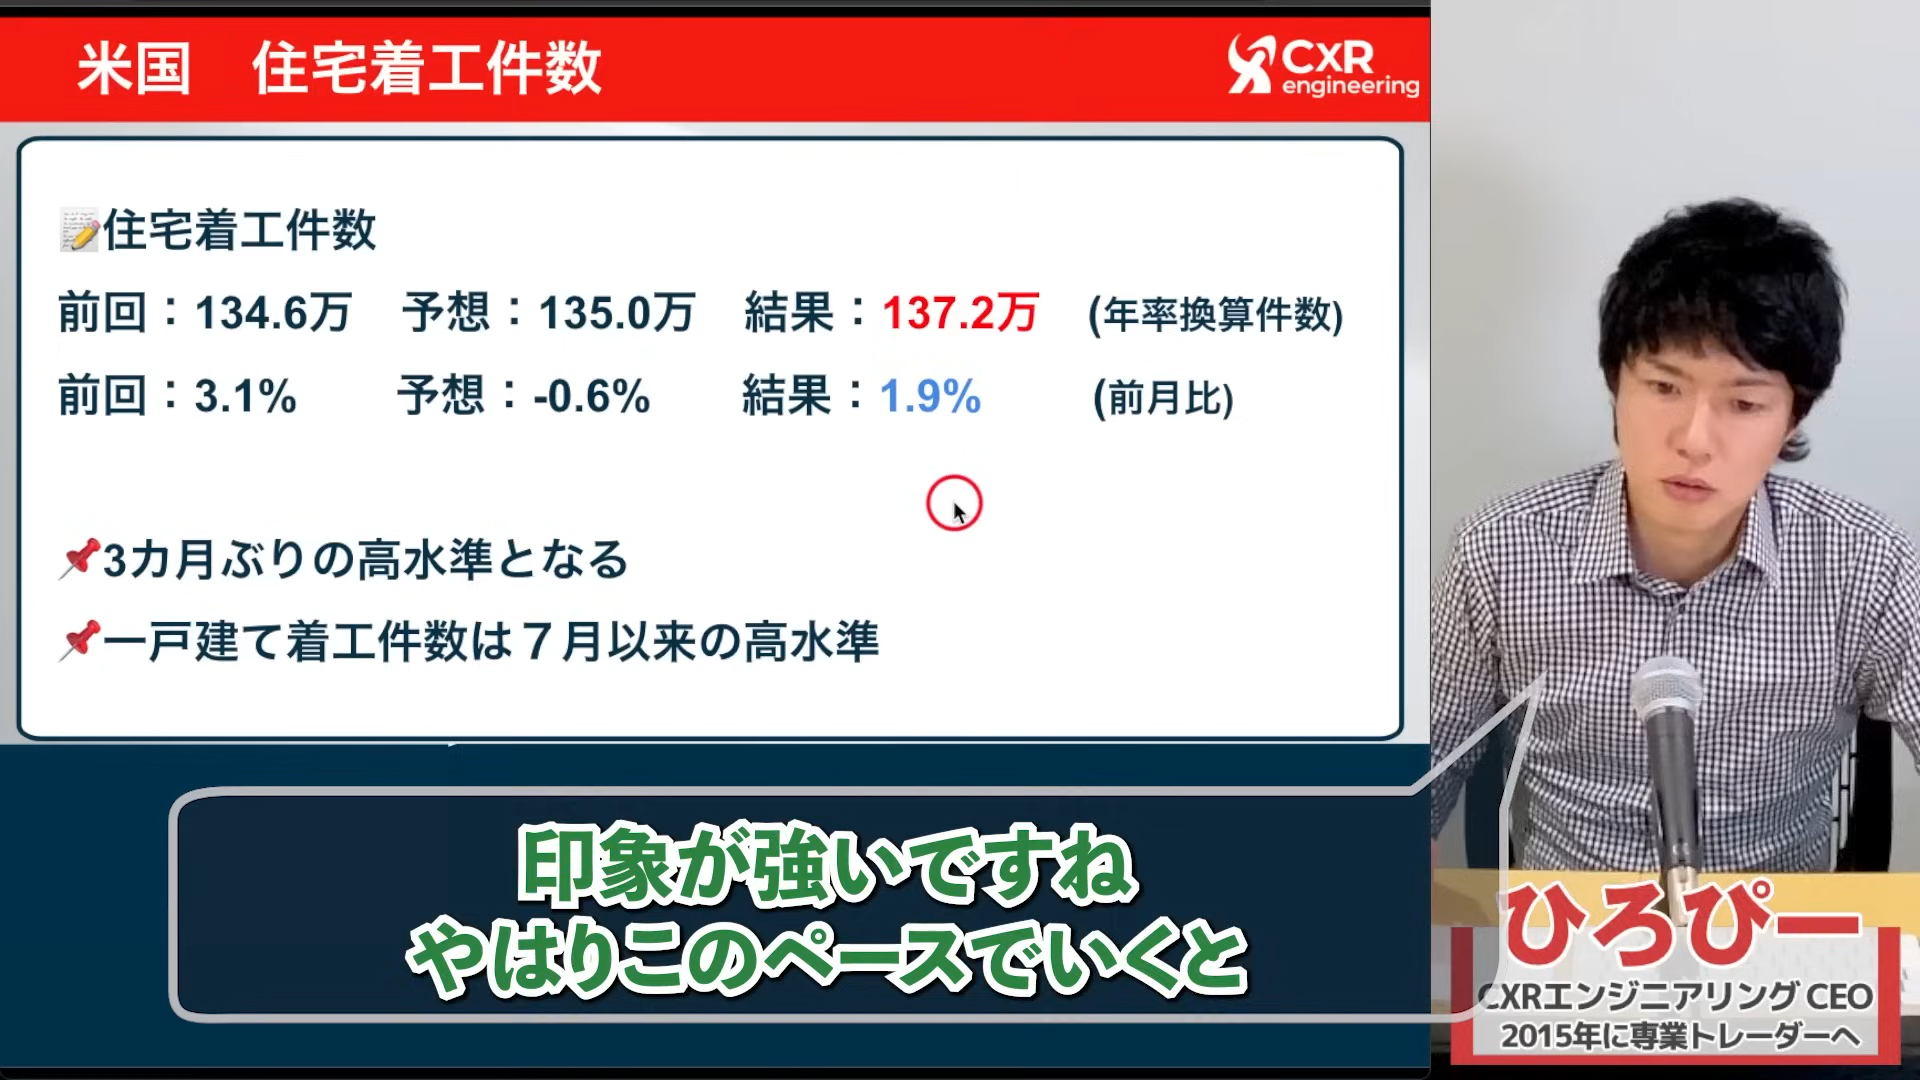 米国　住宅着工件数
CXR
engineering
住宅着工件数
前回：134.6万　予想：135.0万　結果：137.2万　(年率換算件数)
前回：3.1%　予想：-0.6%　結果：1.9%　(前月比)
3カ月ぶりの高水準となる
一戸建て着工件数は７月以来の高水準
印象が強いですね
やはりこのペースでいくと
ひろぴー
CXRエンジニアリング CEO
2015年に専業トレーダーへ